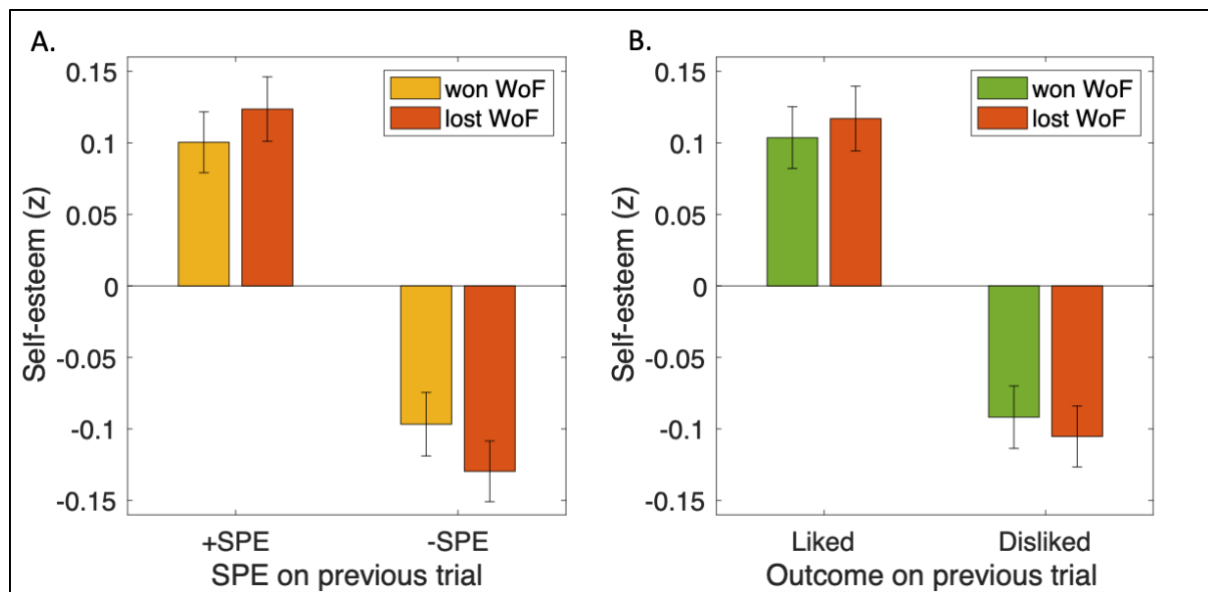 A.
0.15
0.1
0.05
0
-0.05
-0.1
-0.15
Self-esteem (z)
won WoF
lost WoF
+SPE
-SPE
SPE on previous trial
B.
0.15
0.1
0.05
0
-0.05
-0.1
-0.15
Self-esteem (z)
won WoF
lost WoF
Liked
Disliked
Outcome on previous trial